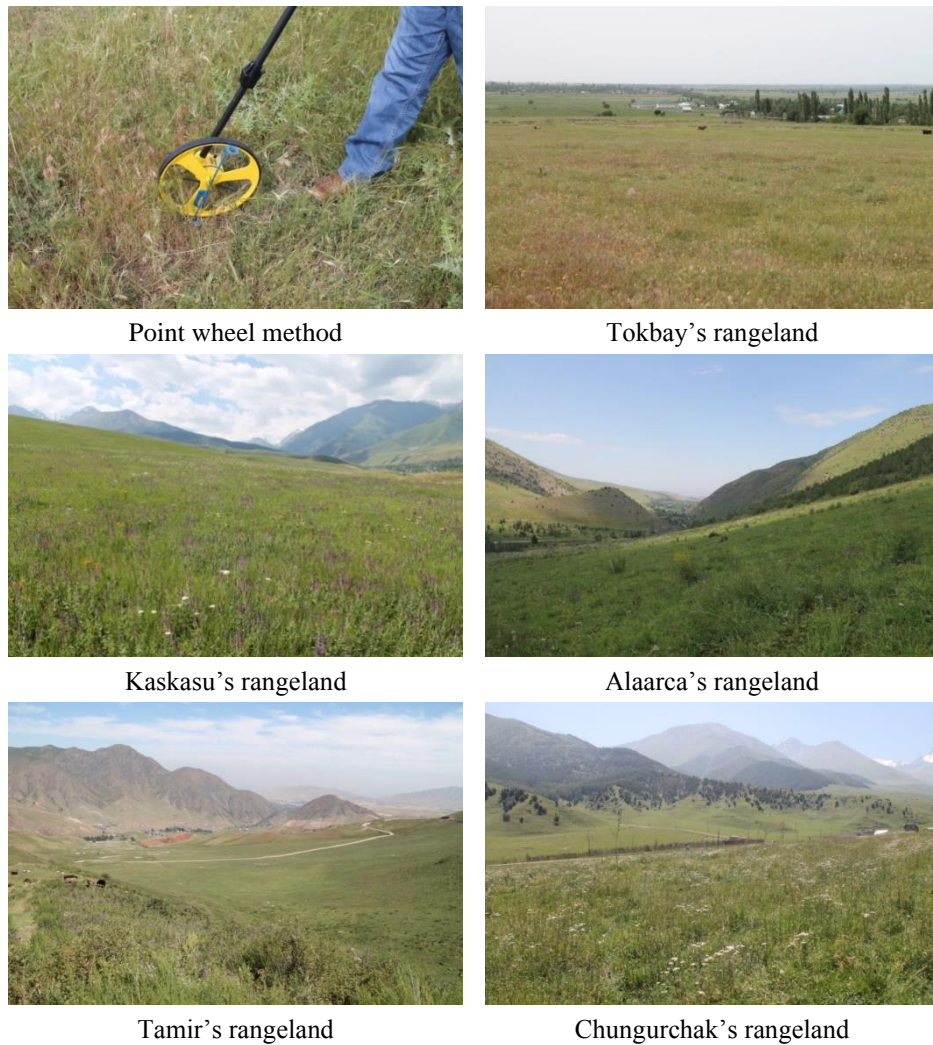 Point wheel method
Tokbay’s rangeland
Kaskasu’s rangeland
Alaarca’s rangeland
Tamir’s rangeland
Chungurchak’s rangeland